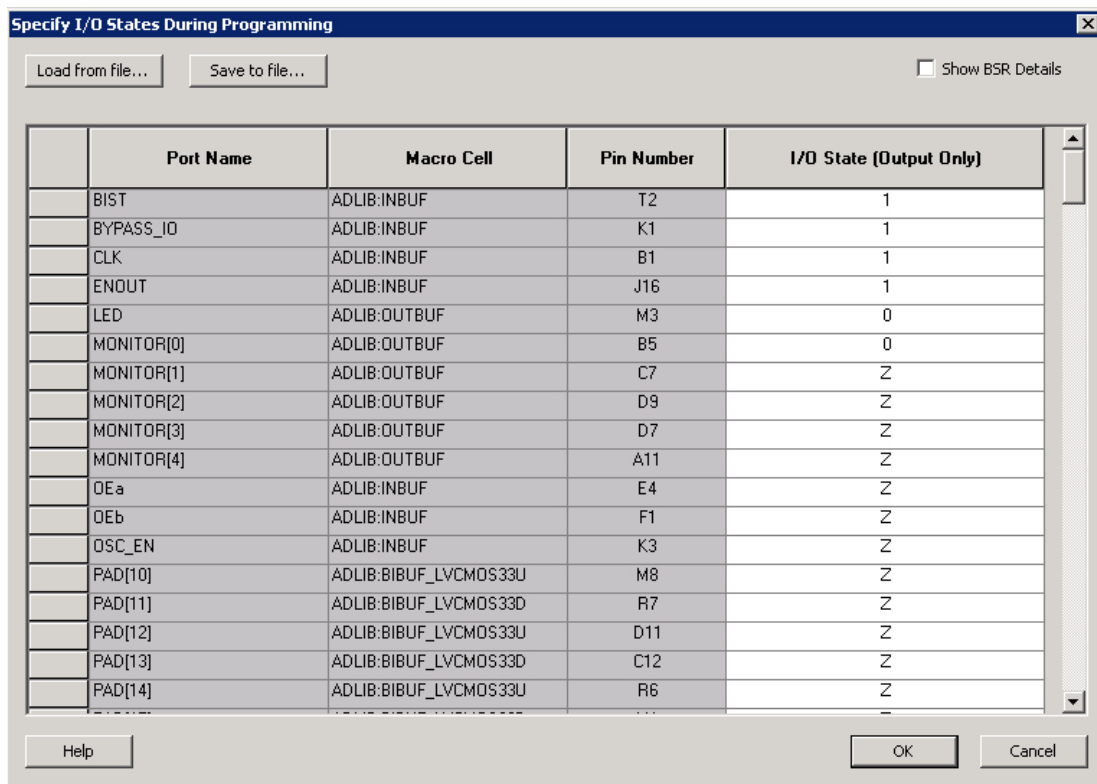 Specify I/O States During Programming
Load from file... Save to file... Show BSR Details
Port Name Macro Cell Pin Number I/O State (Output Only)
BIST ADLIB:INBUF T2 1
BYPASS_IO ADLIB:INBUF K1 1
CLK ADLIB:INBUF B1 1
ENOUT ADLIB:INBUF J16 1
LED ADLIB:OUTBUF M3 0
MONITOR[0] ADLIB:OUTBUF B5 0
MONITOR[1] ADLIB:OUTBUF C7 Z
MONITOR[2] ADLIB:OUTBUF D9 Z
MONITOR[3] ADLIB:OUTBUF D7 Z
MONITOR[4] ADLIB:OUTBUF A11 Z
OEa ADLIB:INBUF E4 Z
OEb ADLIB:INBUF F1 Z
OSC_EN ADLIB:INBUF K3 Z
PAD[10] ADLIB:BIBUF_LVCMOS33U M8 Z
PAD[11] ADLIB:BIBUF_LVCMOS33D R7 Z
PAD[12] ADLIB:BIBUF_LVCMOS33U D11 Z
PAD[13] ADLIB:BIBUF_LVCMOS33D C12 Z
PAD[14] ADLIB:BIBUF_LVCMOS33U R6 Z
Help OK Cancel